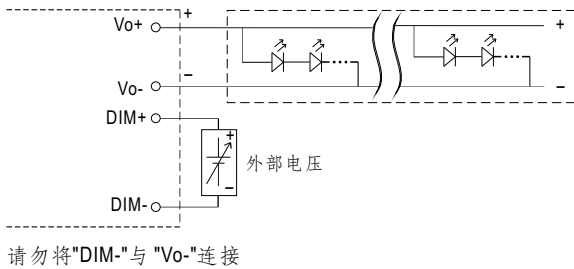 Vo+
+
+
Vo-
−
−
DIM+
+
外部电压
−
DIM-
请勿将"DIM-"与 "Vo-"连接